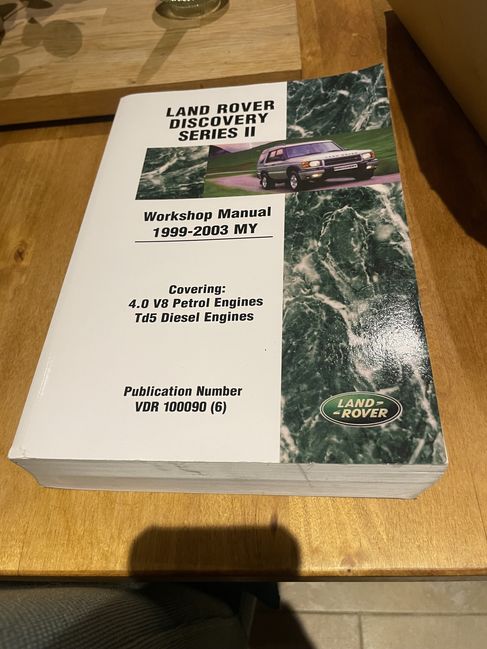 LAND ROVER
DISCOVERY
SERIES II
Workshop Manual
1999-2003 MY
Covering:
4.0 V8 Petrol Engines
Td5 Diesel Engines
Publication Number
VDR 100090 (6)
LAND-
-ROVER